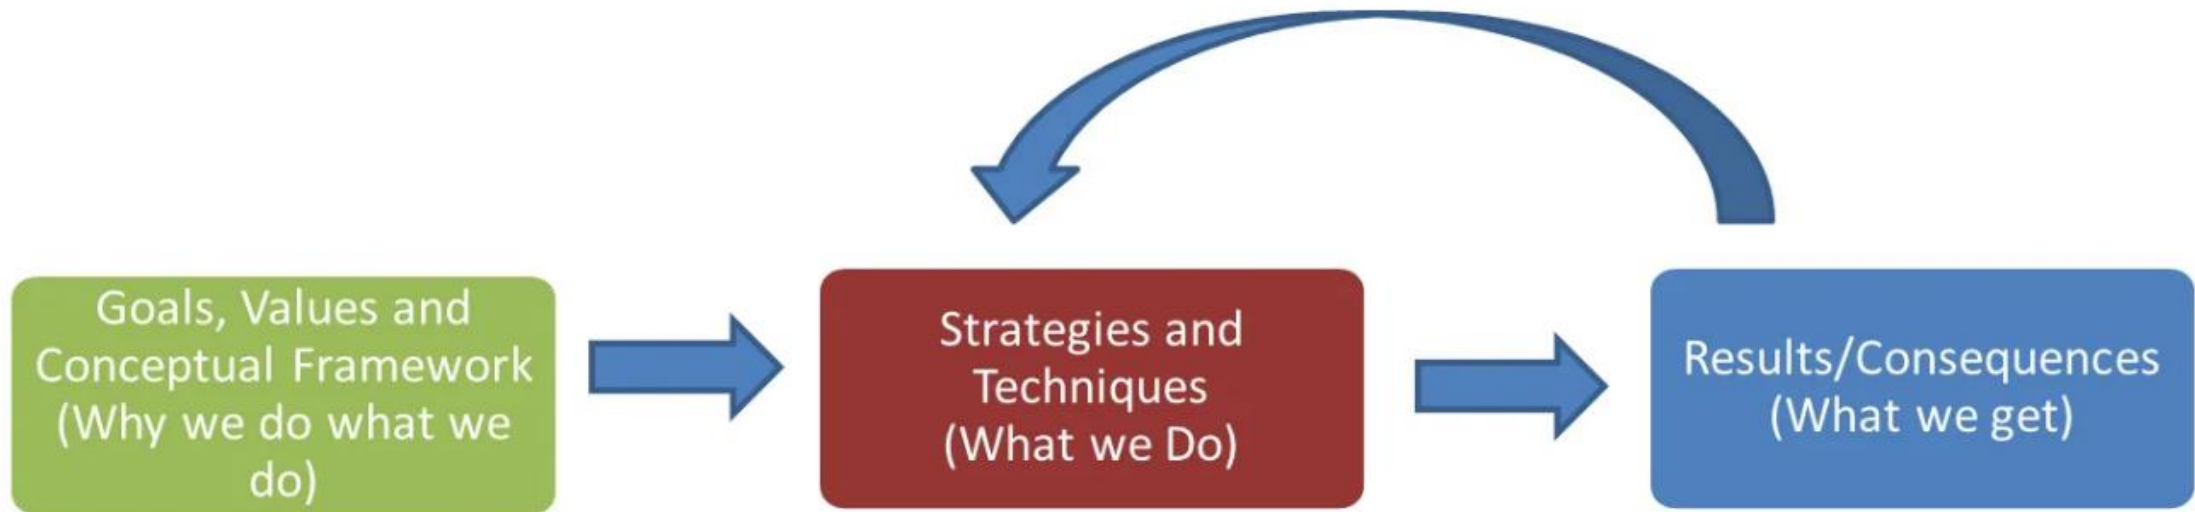 Goals, Values and
Conceptual Framework
(Why we do what we
do)
Strategies and
Techniques
(What we Do)
Results/Consequences
(What we get)